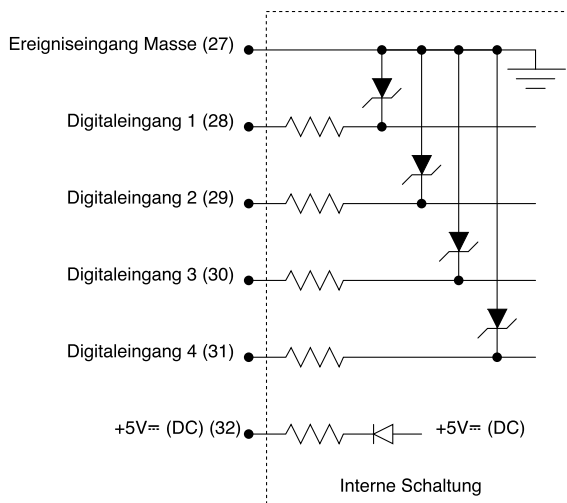 Ereigniseingang Masse (27)
Digitaleingang 1 (28)
Digitaleingang 2 (29)
Digitaleingang 3 (30)
Digitaleingang 4 (31)
+5V⎓ (DC) (32)
+5V⎓ (DC)
Interne Schaltung